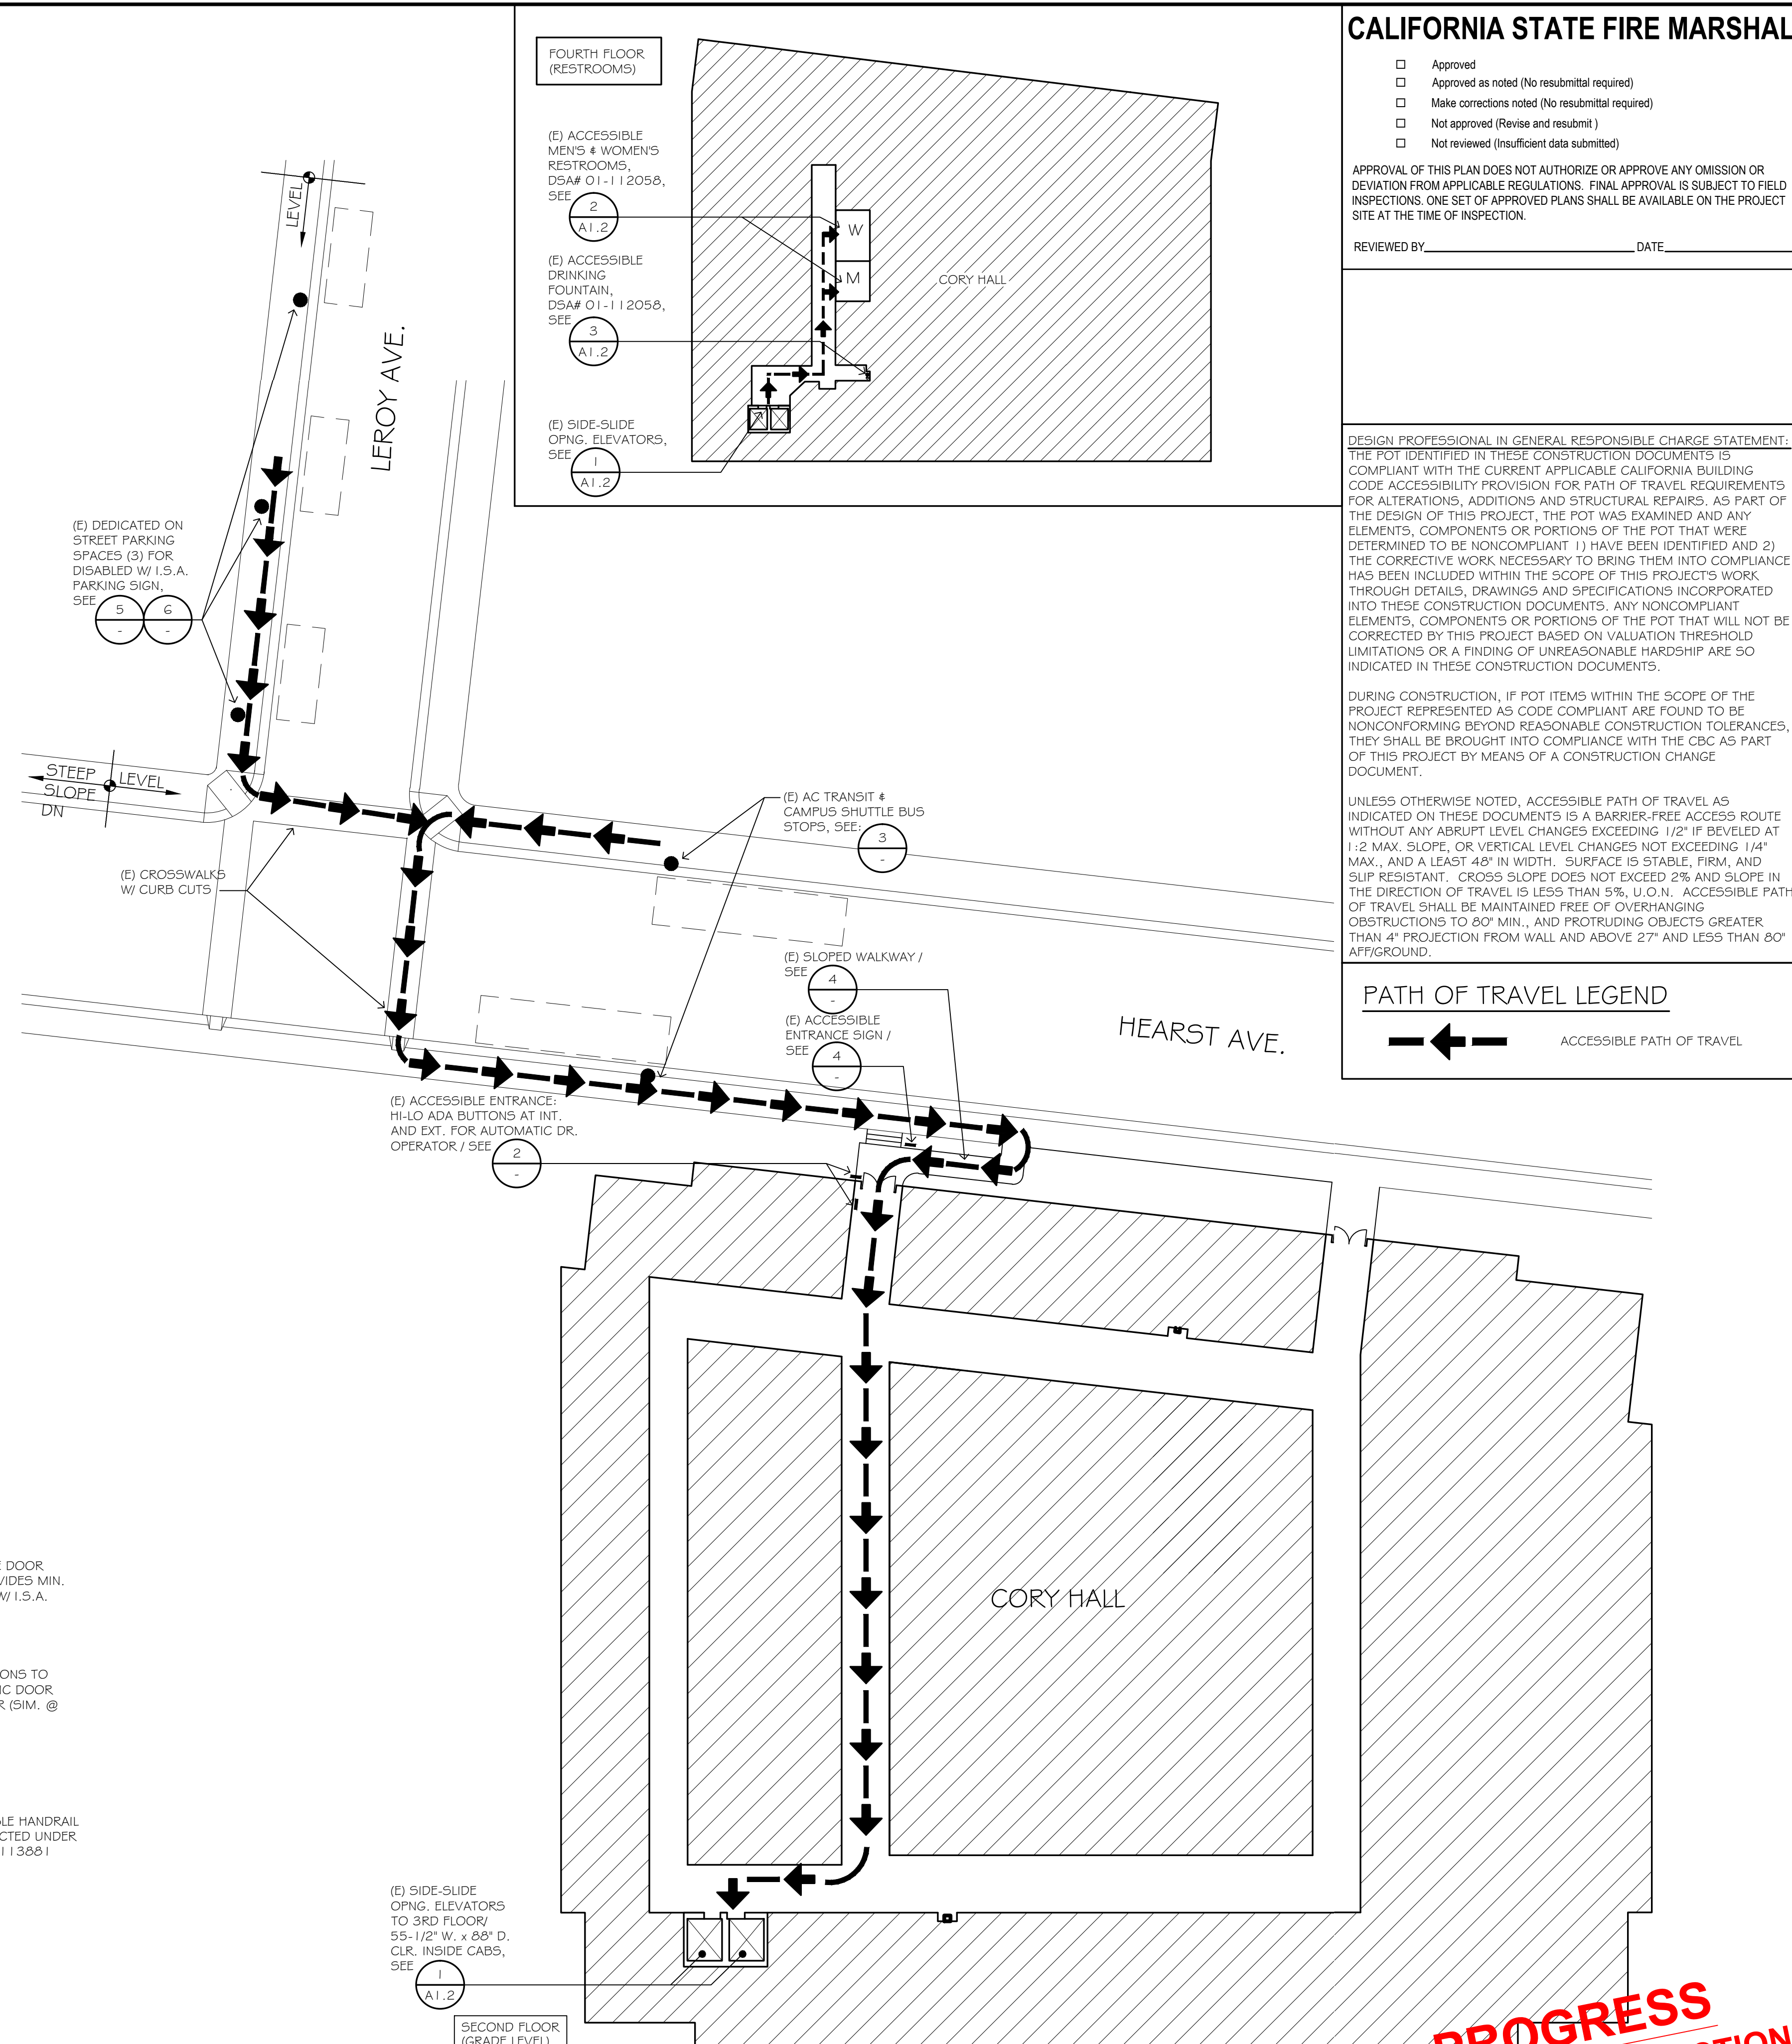 FOURTH FLOOR
(RESTROOMS)
(E) ACCESSIBLE
MEN'S & WOMEN'S
RESTROOMS,
DSA# 01-112058,
SEE
2
A1.2
(E) ACCESSIBLE
DRINKING
FOUNTAIN,
DSA# 01-112058,
SEE
3
A1.2
(E) SIDE-SLIDE
OPNG. ELEVATORS,
SEE
1
A1.2
W
M
CORY HALL
CALIFORNIA STATE FIRE MARSHAL
Approved
Approved as noted (No resubmittal required)
Make corrections noted (No resubmittal required)
Not approved (Revise and resubmit )
Not reviewed (Insufficient data submitted)
APPROVAL OF THIS PLAN DOES NOT AUTHORIZE OR APPROVE ANY OMISSION OR
DEVIATION FROM APPLICABLE REGULATIONS. FINAL APPROVAL IS SUBJECT TO FIELD
INSPECTIONS. ONE SET OF APPROVED PLANS SHALL BE AVAILABLE ON THE PROJECT
SITE AT THE TIME OF INSPECTION.
REVIEWED BY DATE
DESIGN PROFESSIONAL IN GENERAL RESPONSIBLE CHARGE STATEMENT:
THE POT IDENTIFIED IN THESE CONSTRUCTION DOCUMENTS IS
COMPLIANT WITH THE CURRENT APPLICABLE CALIFORNIA BUILDING
CODE ACCESSIBILITY PROVISION FOR PATH OF TRAVEL REQUIREMENTS
FOR ALTERATIONS, ADDITIONS AND STRUCTURAL REPAIRS. AS PART OF
THE DESIGN OF THIS PROJECT, THE POT WAS EXAMINED AND ANY
ELEMENTS, COMPONENTS OR PORTIONS OF THE POT THAT WERE
DETERMINED TO BE NONCOMPLIANT 1) HAVE BEEN IDENTIFIED AND 2)
THE CORRECTIVE WORK NECESSARY TO BRING THEM INTO COMPLIANCE
HAS BEEN INCLUDED WITHIN THE SCOPE OF THIS PROJECT'S WORK
THROUGH DETAILS, DRAWINGS AND SPECIFICATIONS INCORPORATED
INTO THESE CONSTRUCTION DOCUMENTS. ANY NONCOMPLIANT
ELEMENTS, COMPONENTS OR PORTIONS OF THE POT THAT WILL NOT BE
CORRECTED BY THIS PROJECT BASED ON VALUATION THRESHOLD
LIMITATIONS OR A FINDING OF UNREASONABLE HARDSHIP ARE SO
INDICATED IN THESE CONSTRUCTION DOCUMENTS.
DURING CONSTRUCTION, IF POT ITEMS WITHIN THE SCOPE OF THE
PROJECT REPRESENTED AS CODE COMPLIANT ARE FOUND TO BE
NONCONFORMING BEYOND REASONABLE CONSTRUCTION TOLERANCES,
THEY SHALL BE BROUGHT INTO COMPLIANCE WITH THE CBC AS PART
OF THIS PROJECT BY MEANS OF A CONSTRUCTION CHANGE
DOCUMENT.
UNLESS OTHERWISE NOTED, ACCESSIBLE PATH OF TRAVEL AS
INDICATED ON THESE DOCUMENTS IS A BARRIER-FREE ACCESS ROUTE
WITHOUT ANY ABRUPT LEVEL CHANGES EXCEEDING 1/2" IF BEVELED AT
1:2 MAX. SLOPE, OR VERTICAL LEVEL CHANGES NOT EXCEEDING 1/4"
MAX., AND A LEAST 48" IN WIDTH. SURFACE IS STABLE, FIRM, AND
SLIP RESISTANT. CROSS SLOPE DOES NOT EXCEED 2% AND SLOPE IN
THE DIRECTION OF TRAVEL IS LESS THAN 5%, U.O.N. ACCESSIBLE PATH
OF TRAVEL SHALL BE MAINTAINED FREE OF OVERHANGING
OBSTRUCTIONS TO 80" MIN., AND PROTRUDING OBJECTS GREATER
THAN 4" PROJECTION FROM WALL AND ABOVE 27" AND LESS THAN 80"
AFF/GROUND.
PATH OF TRAVEL LEGEND
ACCESSIBLE PATH OF TRAVEL
LEVEL
LEROY AVE.
(E) DEDICATED ON
STREET PARKING
SPACES (3) FOR
DISABLED W/ I.S.A.
PARKING SIGN,
SEE
5
-
6
-
STEEP
SLOPE
DN
LEVEL
(E) CROSSWALKS
W/ CURB CUTS
(E) AC TRANSIT &
CAMPUS SHUTTLE BUS
STOPS, SEE:
3
-
(E) SLOPED WALKWAY /
SEE
4
-
(E) ACCESSIBLE
ENTRANCE SIGN /
SEE
4
-
HEARST AVE.
(E) ACCESSIBLE ENTRANCE:
HI-LO ADA BUTTONS AT INT.
AND EXT. FOR AUTOMATIC DR.
OPERATOR / SEE
2
-
CORY HALL
DOOR
MIN.
W/ I.S.A.
TO
DOOR
(SIM. @
HANDRAIL
UNDER
113881
(E) SIDE-SLIDE
OPNG. ELEVATORS
TO 3RD FLOOR/
55-1/2" W. x 88" D.
CLR. INSIDE CABS,
SEE
1
A1.2
SECOND FLOOR
(GRADE LEVEL)
PROGRESS